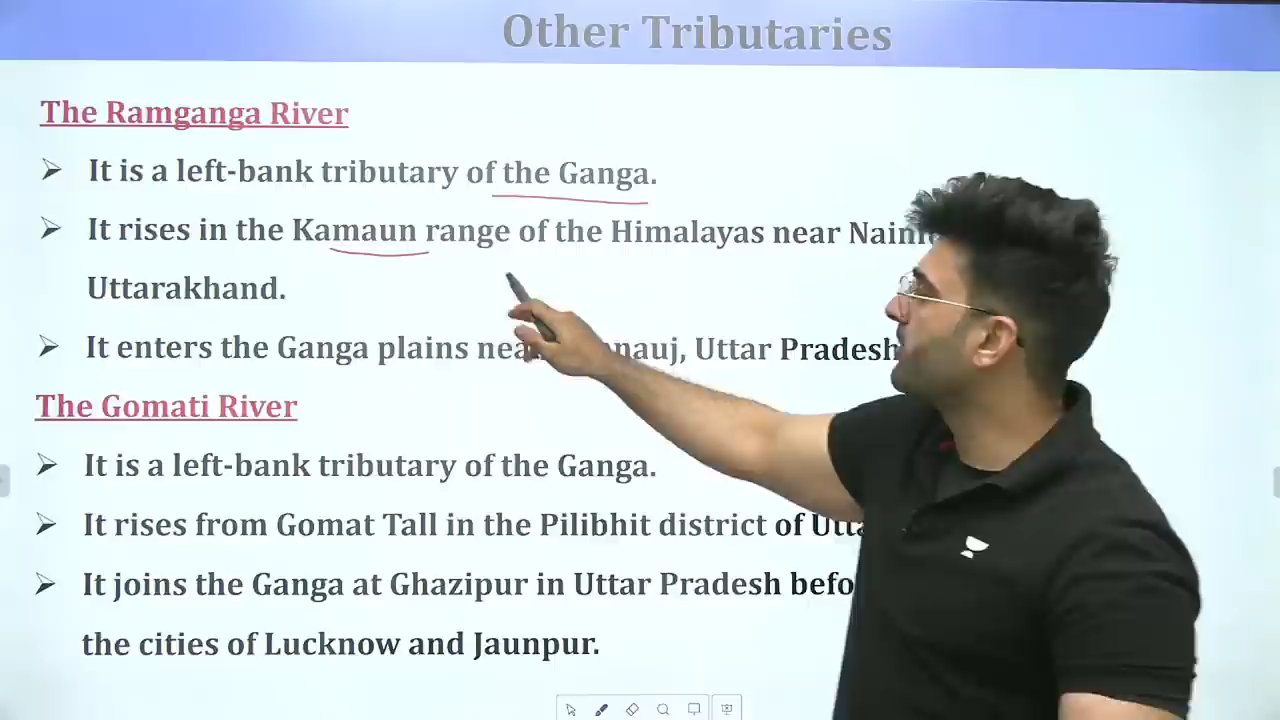 Other Tributaries
The Ramganga River
It is a left-bank tributary of the Ganga.
It rises in the Kamaun range of the Himalayas near
Uttarakhand.
It enters the Ganga plains Uttar Pradesh
The Gomati River
It is a left-bank tributary of the Ganga.
It rises from Gomat Tall in the Pilibhit district of
It joins the Ganga at Ghazipur in Uttar Pradesh
the cities of Lucknow and Jaunpur.